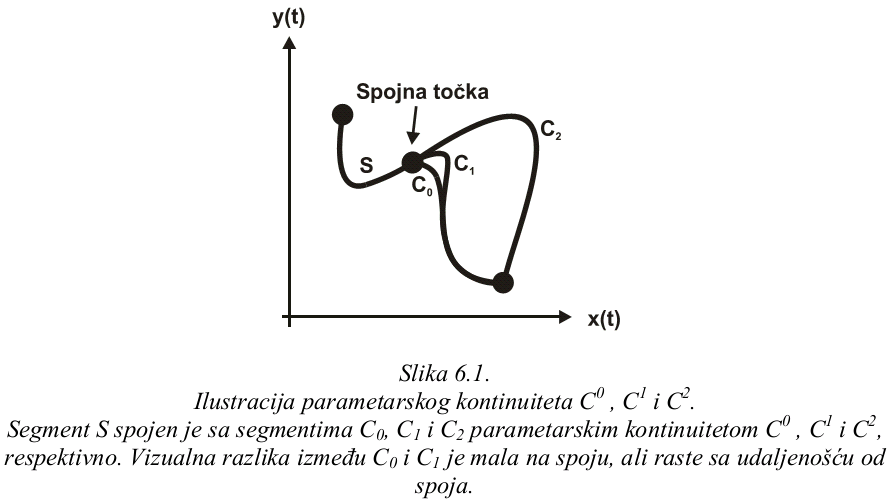 y(t)
Spojna točka
C₂
S
C₁
C₀
x(t)
Slika 6.1.
Ilustracija parametarskog kontinuiteta C⁰ , C¹ i C².
Segment S spojen je sa segmentima C₀, C₁ i C₂ parametarskim kontinuitetom C⁰ , C¹ i C²,
respektivno. Vizualna razlika između C₀ i C₁ je mala na spoju, ali raste sa udaljenošću od
spoja.